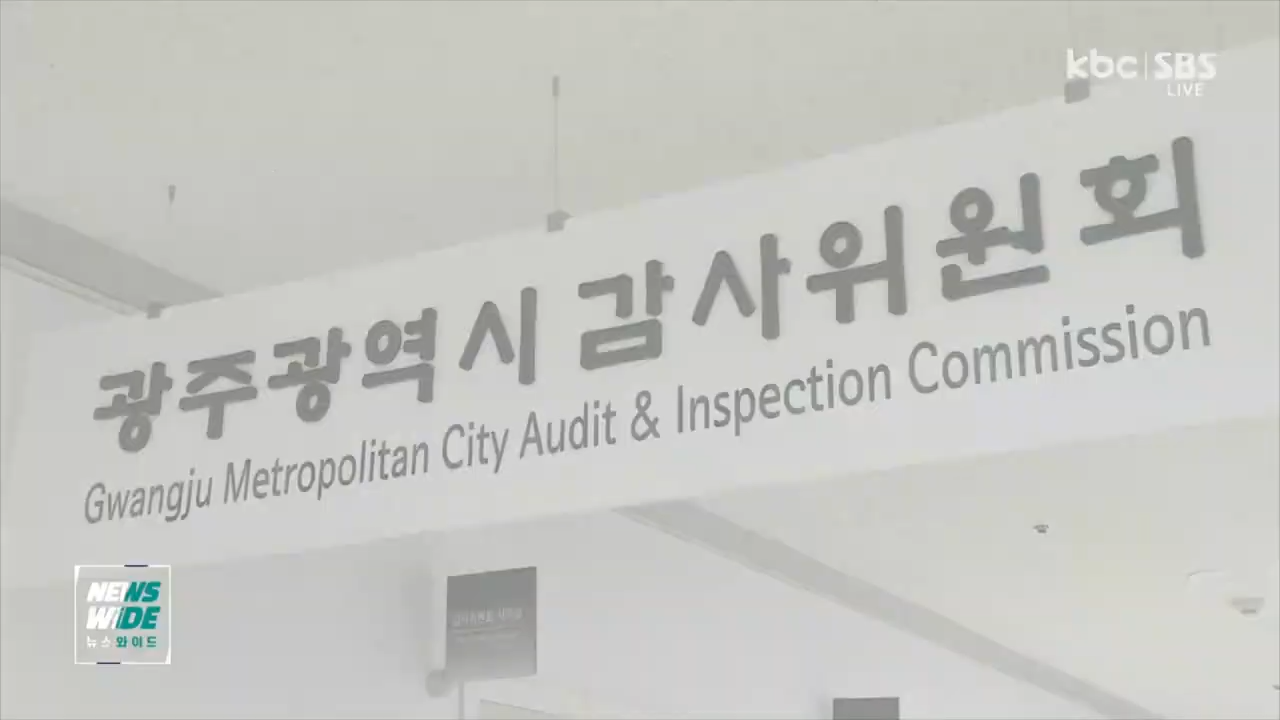 kbc SBS
LIVE
광주광역시 감사위원회
Gwangju Metropolitan City Audit & Inspection Commission
NEWS
WIDE
뉴스와이드